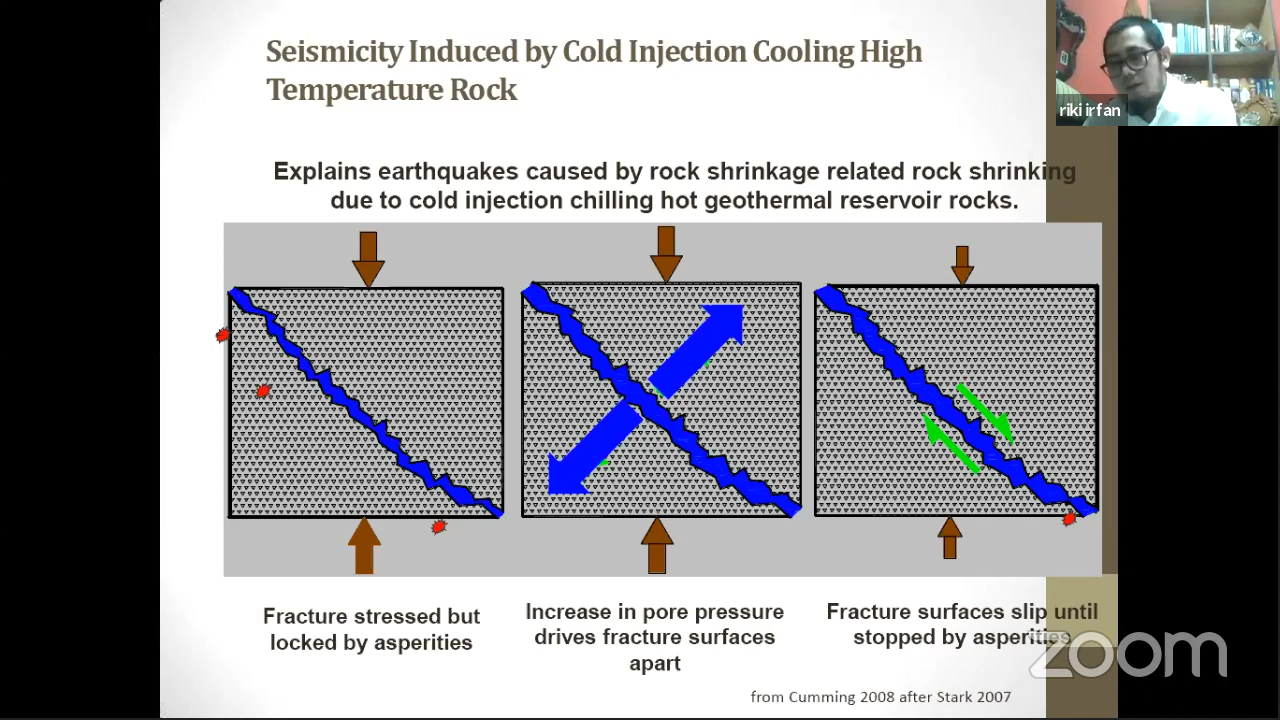 Seismicity Induced by Cold Injection Cooling High
Temperature Rock
riki irfan
Explains earthquakes caused by rock shrinkage related rock shrinking
due to cold injection chilling hot geothermal reservoir rocks.
Fracture stressed but
locked by asperities
Increase in pore pressure
drives fracture surfaces
apart
Fracture surfaces slip until
stopped by asperities
zoom
from Cumming 2008 after Stark 2007